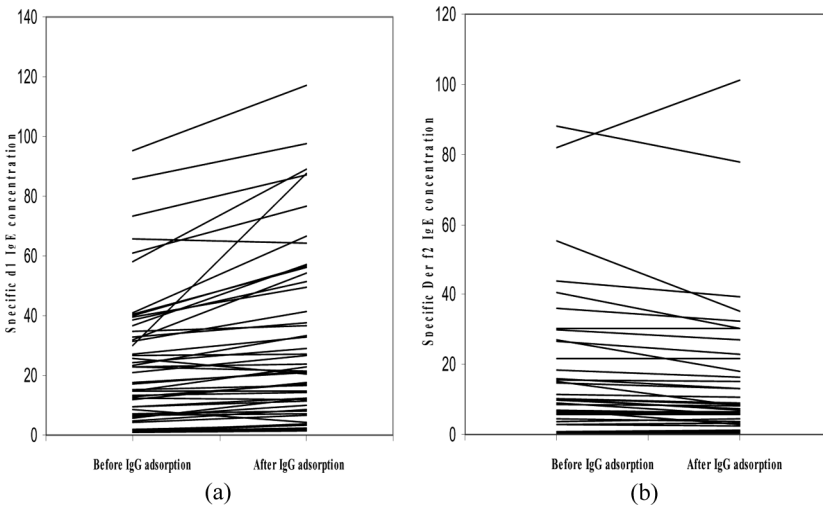 140
120
100
80
60
40
20
0
Specific d1 IgE concentration
Before IgG adsorption
After IgG adsorption
(a)
120
100
80
60
40
20
0
Specific Der f2 IgE concentration
Before IgG adsorption
After IgG adsorption
(b)